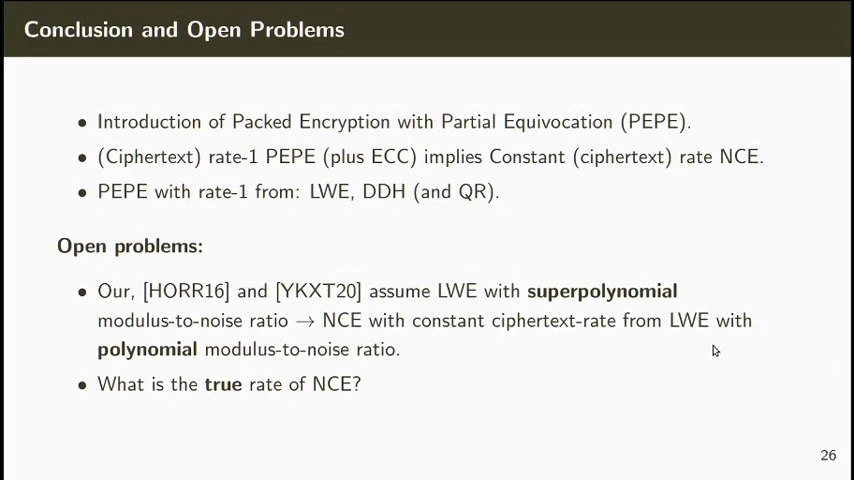 Conclusion and Open Problems
• Introduction of Packed Encryption with Partial Equivocation (PEPE).
• (Ciphertext) rate-1 PEPE (plus ECC) implies Constant (ciphertext) rate NCE.
• PEPE with rate-1 from: LWE, DDH (and QR).
Open problems:
• Our, [HORR16] and [YKXT20] assume LWE with superpolynomial
modulus-to-noise ratio → NCE with constant ciphertext-rate from LWE with
polynomial modulus-to-noise ratio.
• What is the true rate of NCE?
26